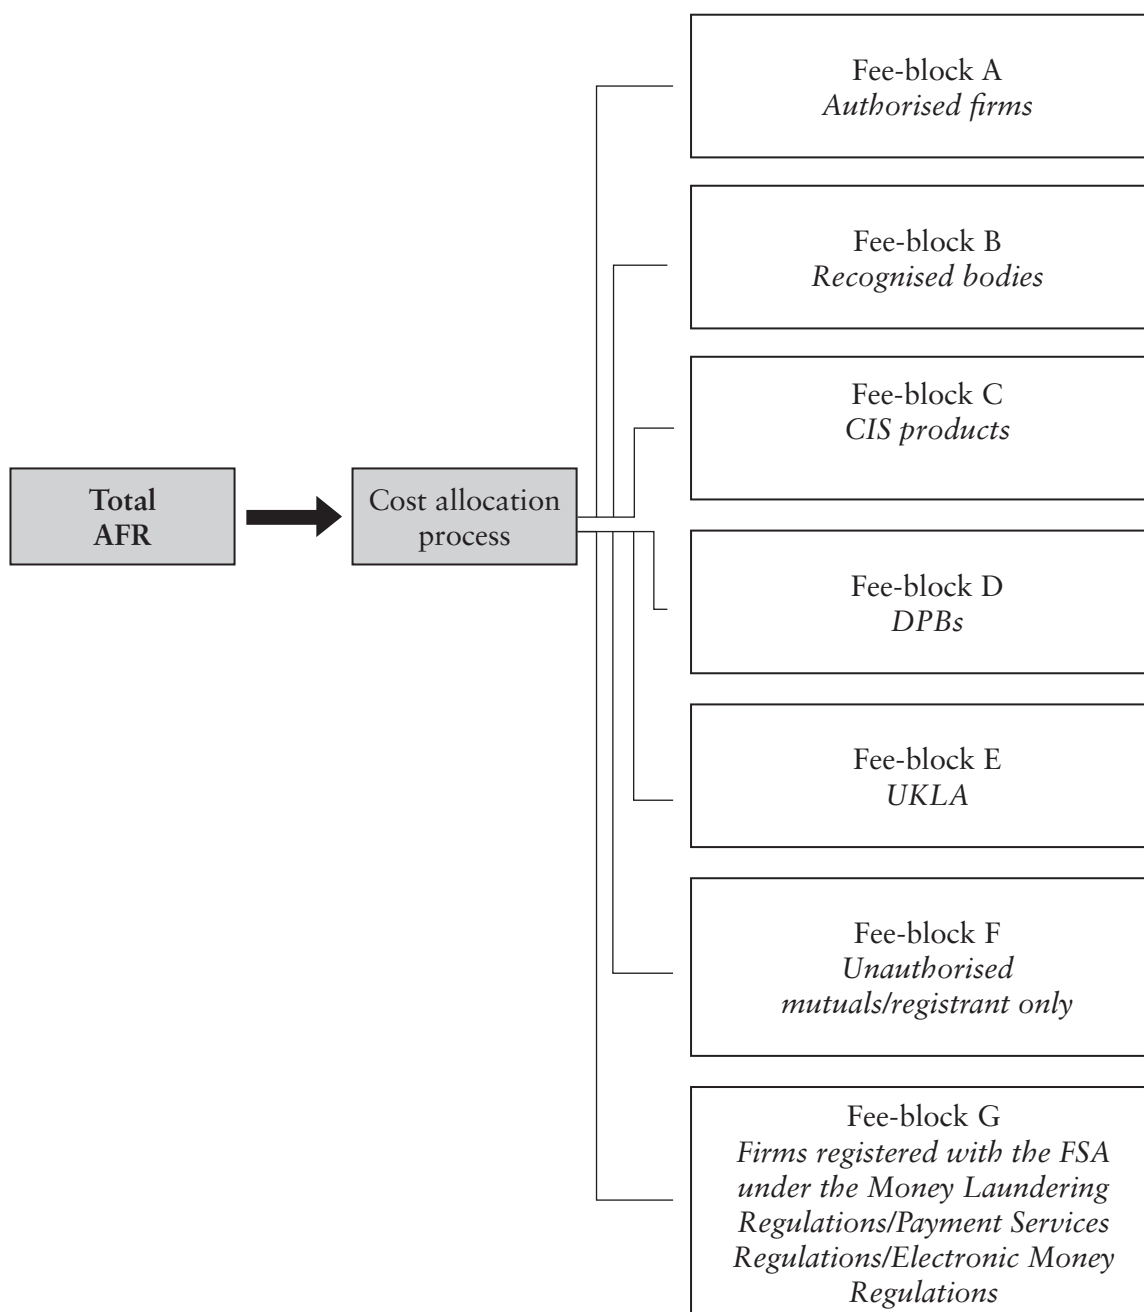 Fee-block A
Authorised firms
Fee-block B
Recognised bodies
Fee-block C
CIS products
Total
AFR
Cost allocation
process
Fee-block D
DPBs
Fee-block E
UKLA
Fee-block F
Unauthorised
mutuals/registrant only
Fee-block G
Firms registered with the FSA
under the Money Laundering
Regulations/Payment Services
Regulations/Electronic Money
Regulations